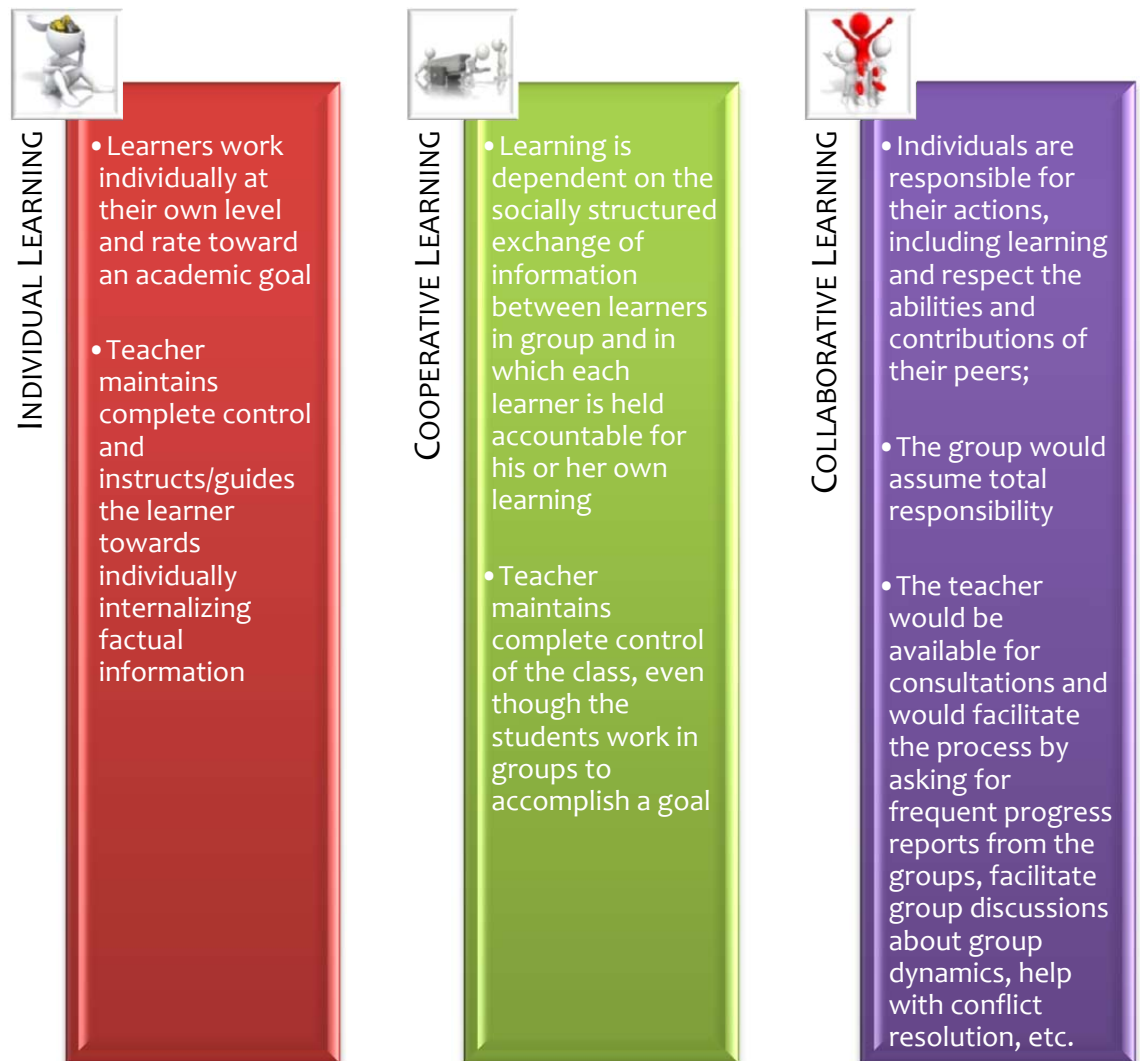 INDIVIDUAL LEARNING
•Learners work
individually at
their own level
and rate toward
an academic goal
•Teacher
maintains
complete control
and
instructs/guides
the learner
towards
individually
internalizing
factual
information
COOPERATIVE LEARNING
•Learning is
dependent on the
socially structured
exchange of
information
between learners
in group and in
which each
learner is held
accountable for
his or her own
learning
•Teacher
maintains
complete control
of the class, even
though the
students work in
groups to
accomplish a goal
COLLABORATIVE LEARNING
•Individuals are
responsible for
their actions,
including learning
and respect the
abilities and
contributions of
their peers;
•The group would
assume total
responsibility
•The teacher
would be
available for
consultations and
would facilitate
the process by
asking for
frequent progress
reports from the
groups, facilitate
group discussions
about group
dynamics, help
with conflict
resolution, etc.